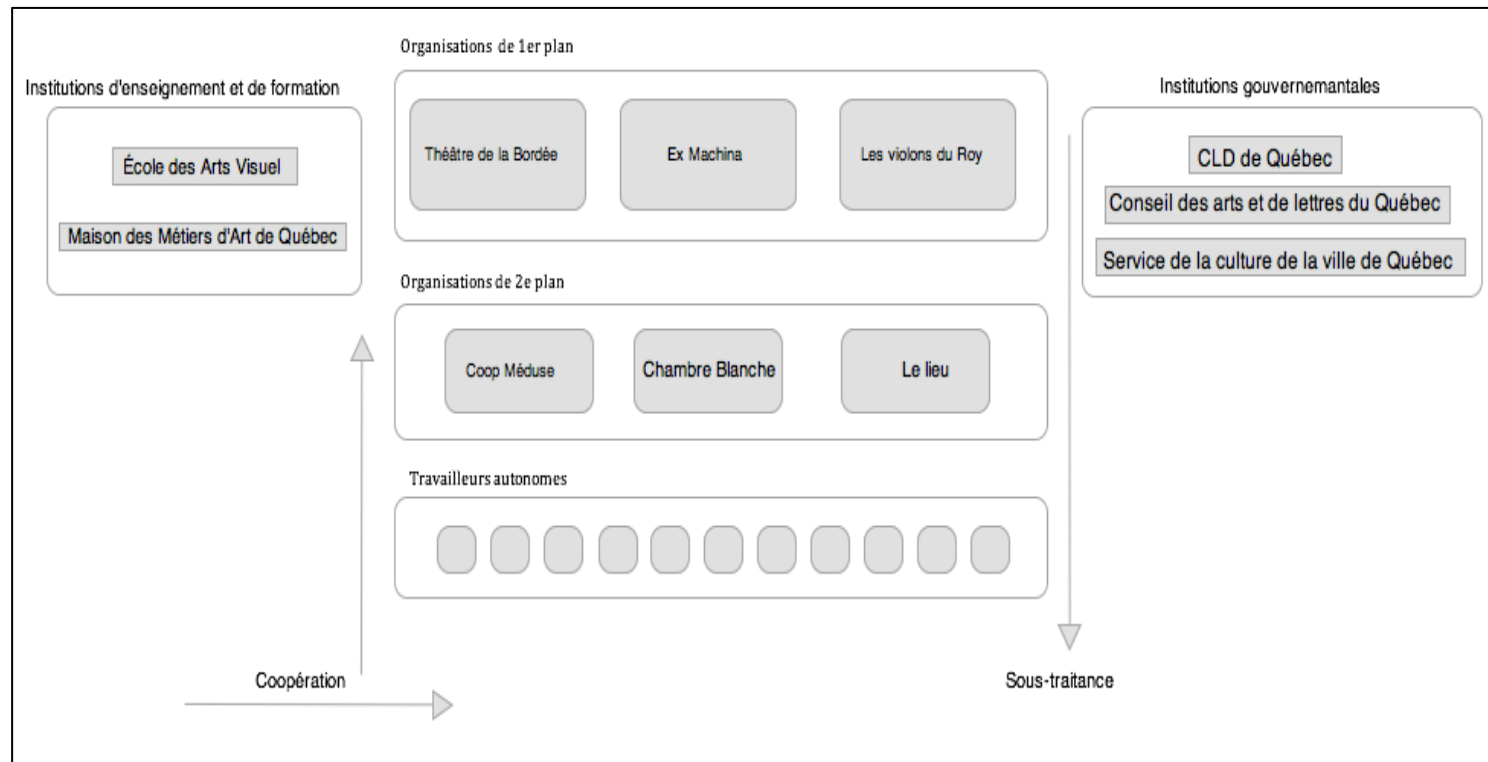 Organisations de 1er plan
Institutions d'enseignement et de formation
Institutions gouvernemantales
École des Arts Visuel
Maison des Métiers d'Art de Québec
Théâtre de la Bordée
Ex Machina
Les violons du Roy
CLD de Québec
Conseil des arts et de lettres du Québec
Service de la culture de la ville de Québec
Organisations de 2e plan
Coop Méduse
Chambre Blanche
Le lieu
Travailleurs autonomes
Coopération
Sous-traitance